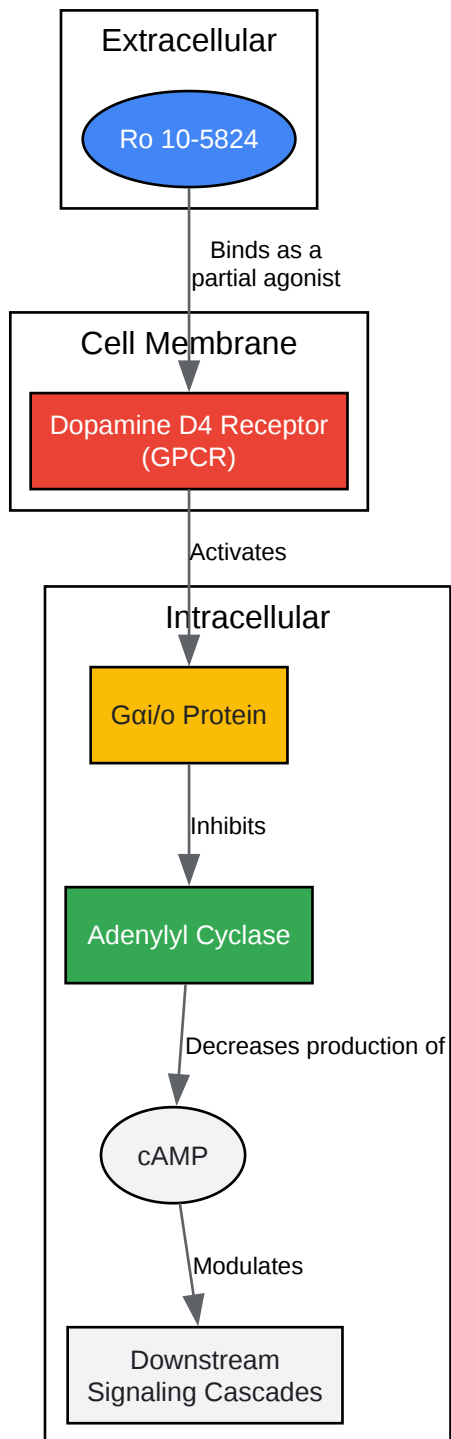 Extracellular
Ro 10-5824
Binds as a
partial agonist
Cell Membrane
Dopamine D4 Receptor
(GPCR)
Activates
Intracellular
Gαi/o Protein
Inhibits
Adenylyl Cyclase
Decreases production of
cAMP
Modulates
Downstream
Signaling Cascades